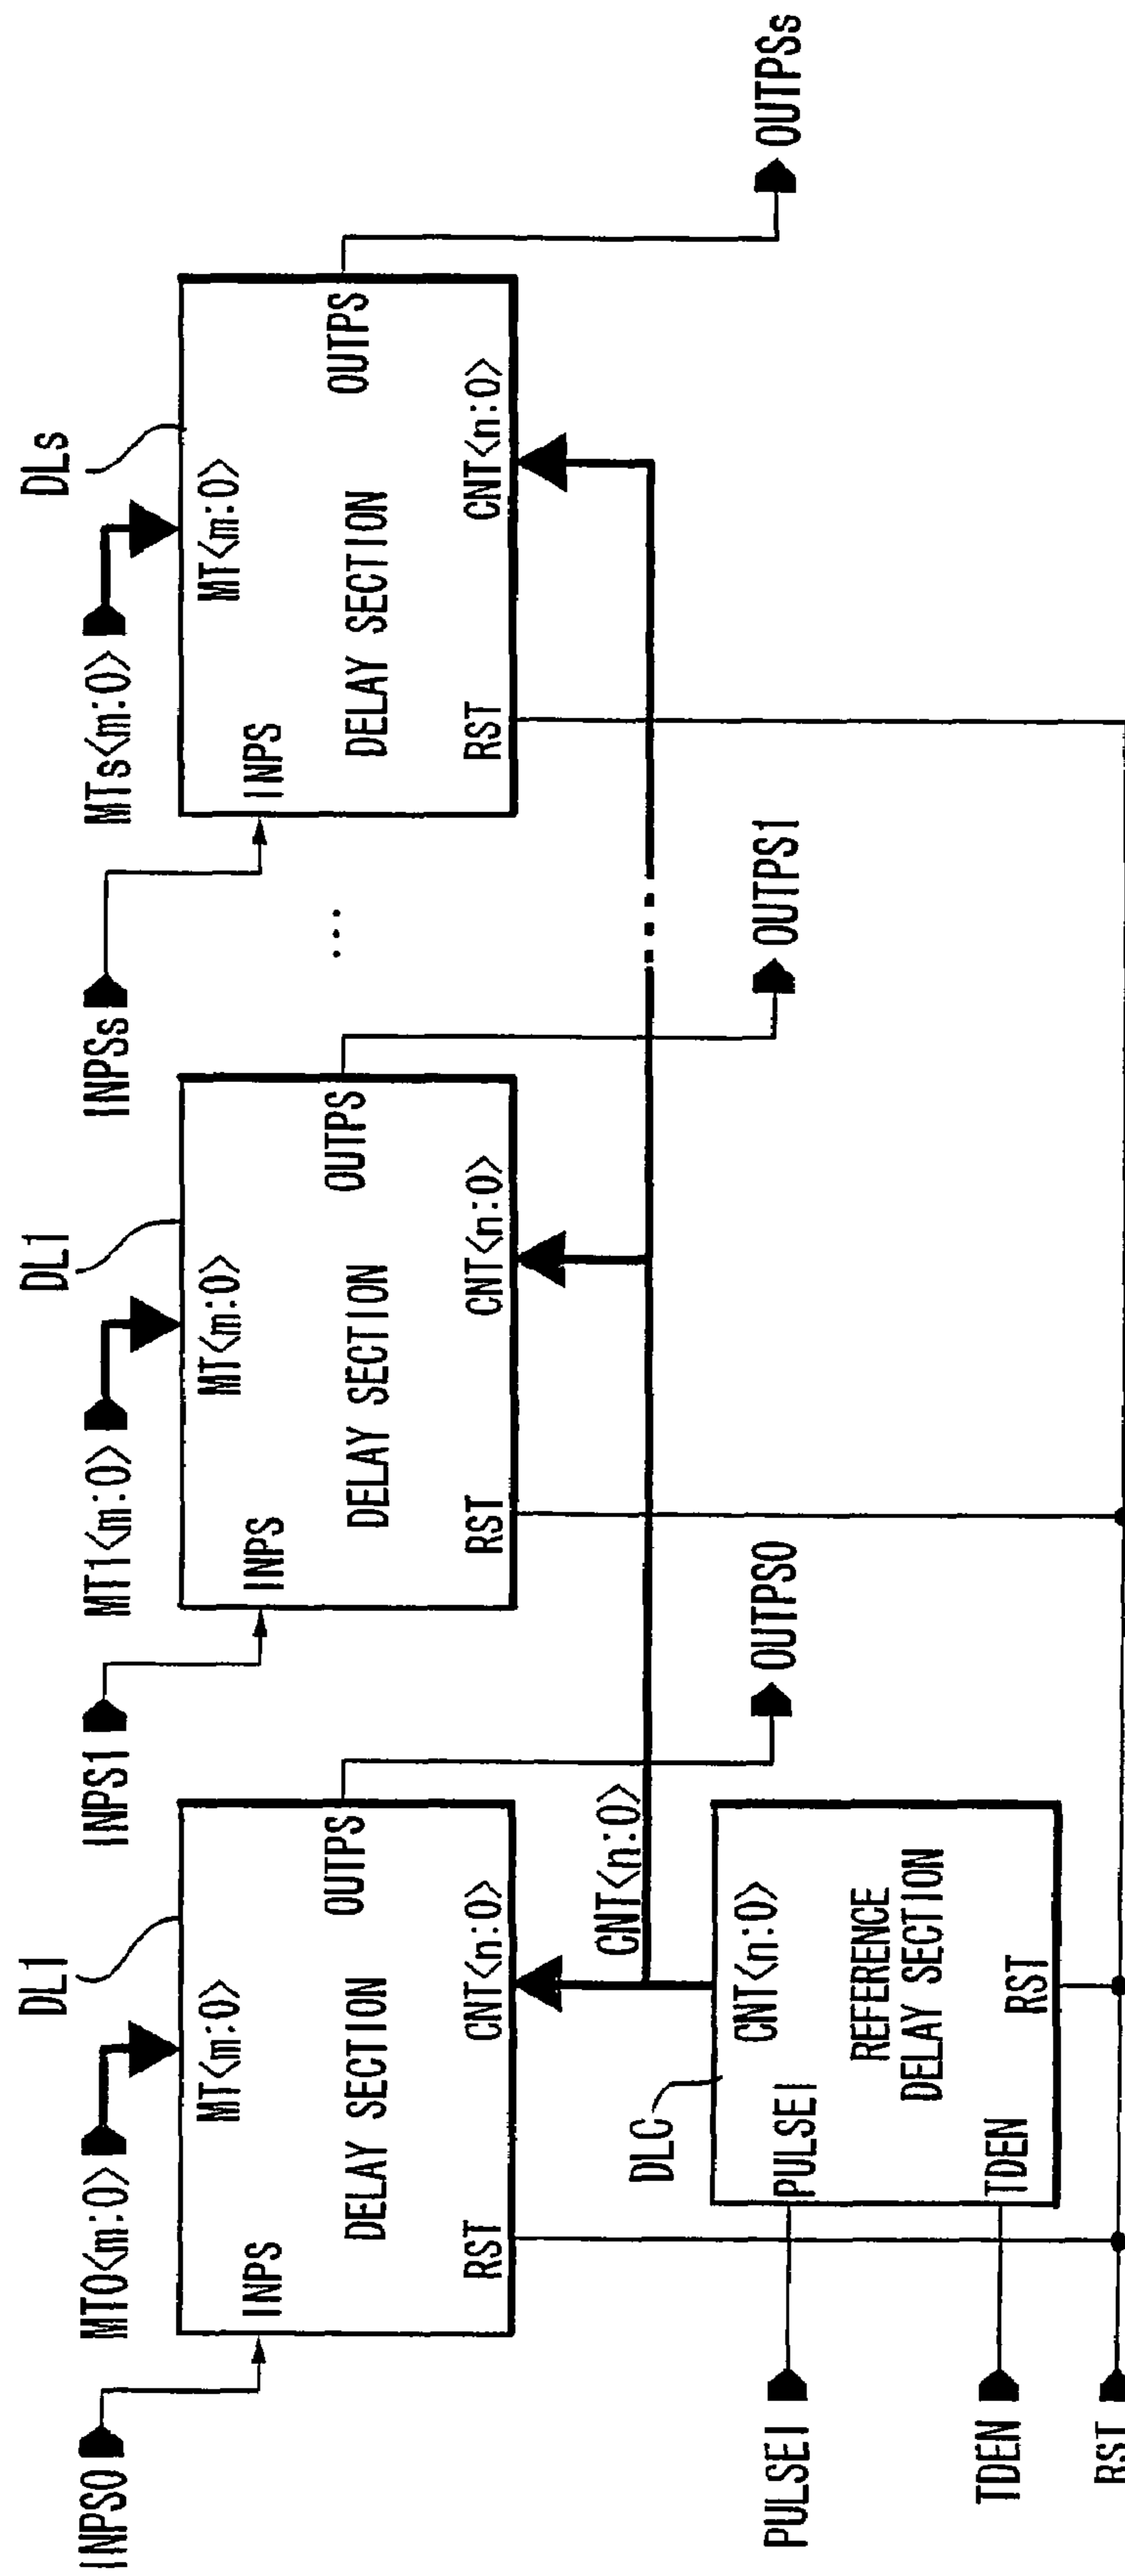 INPS0
MT0<m:0>
DL1
INPS
MT<m:0>
DELAY SECTION
OUTPS
RST
CNT<n:0>
OUTPS0
INPS1
MT1<m:0>
DL1
INPS
MT<m:0>
DELAY SECTION
OUTPS
RST
CNT<n:0>
OUTPS1
...
INPSs
MTs<m:0>
DLs
INPS
MT<m:0>
DELAY SECTION
OUTPS
RST
CNT<n:0>
OUTPSs
CNT<n:0>
DLC
PULSEI
CNT<n:0>
REFERENCE
DELAY SECTION
TDEN
RST
PULSEI
TDEN
RST